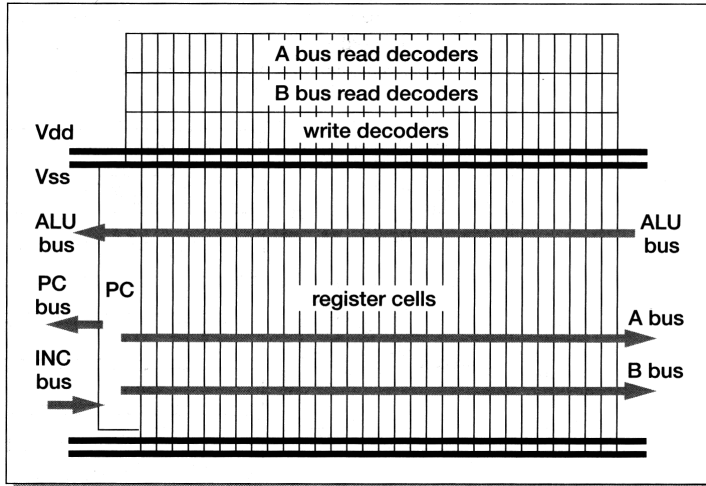 A bus read decoders
B bus read decoders
write decoders
Vdd
Vss
ALU
bus
ALU
bus
PC
bus
PC
register cells
A bus
INC
bus
B bus